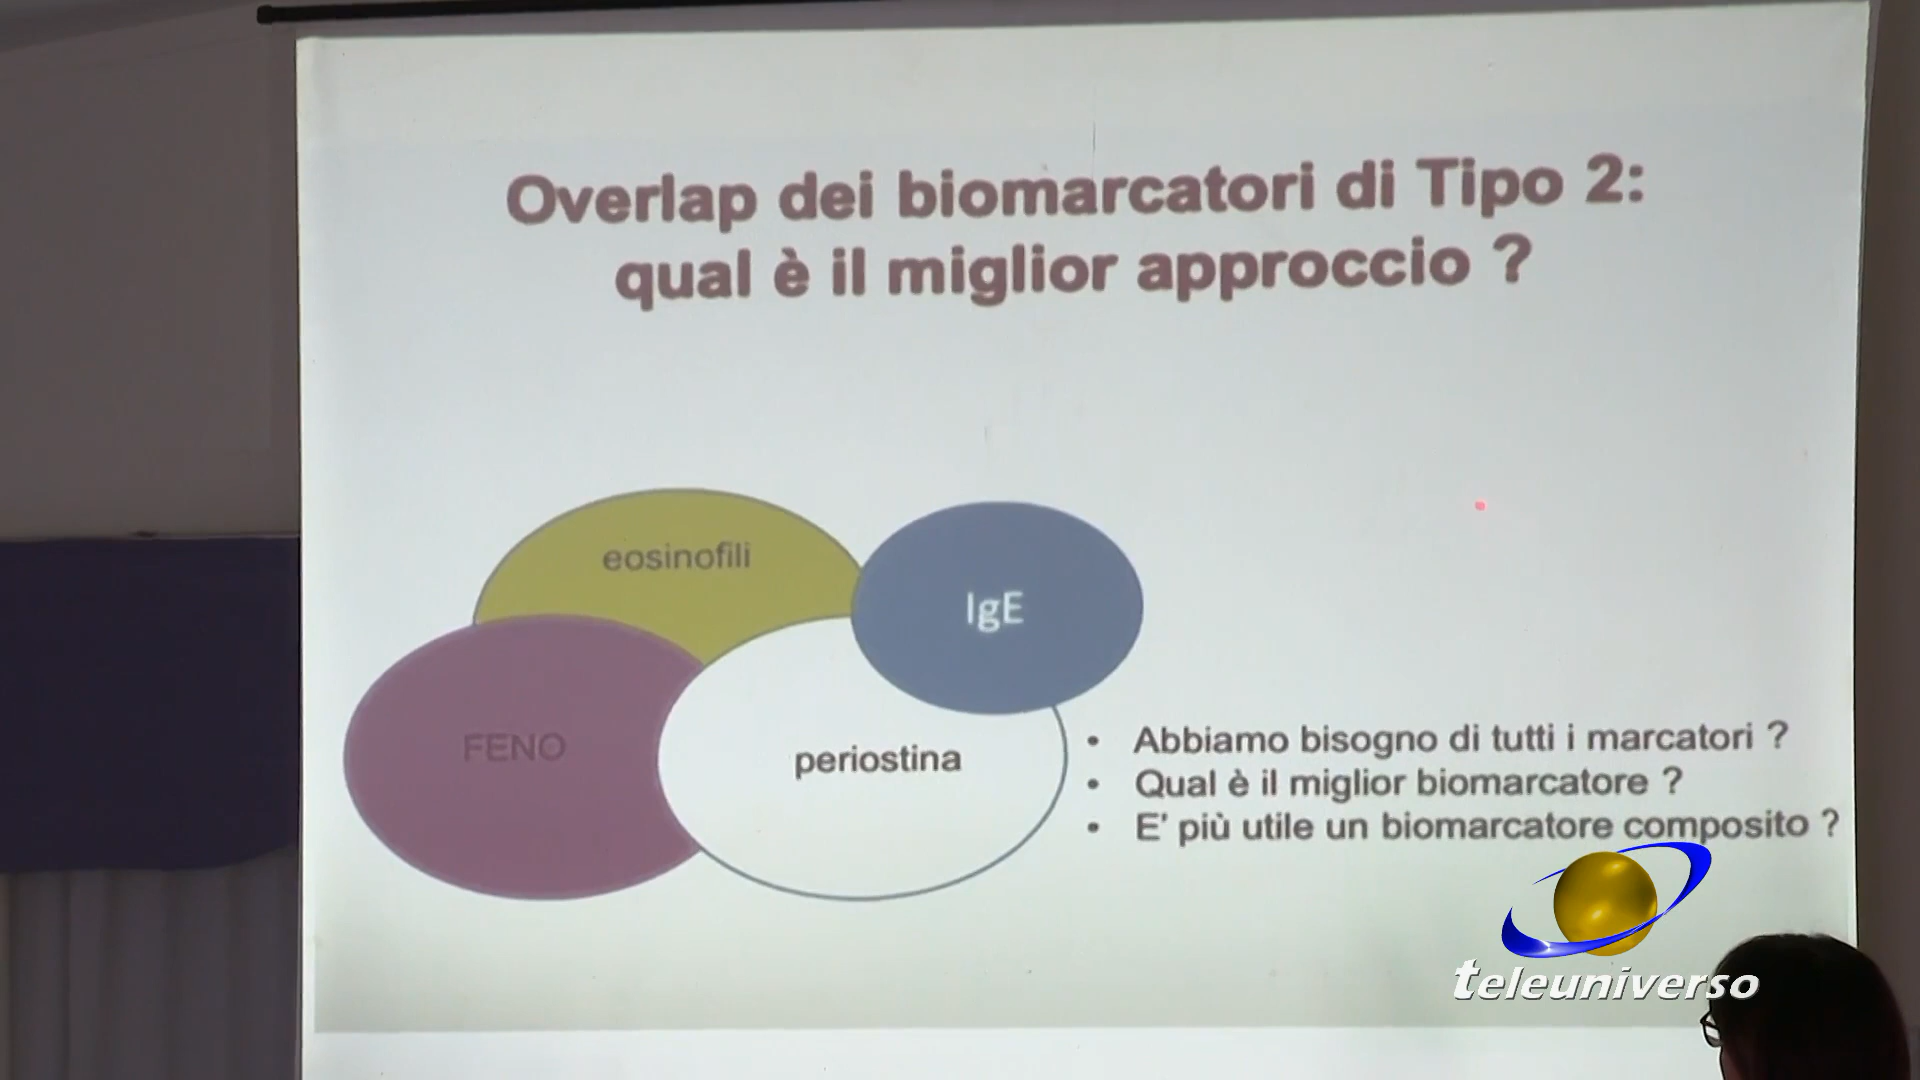 Overlap dei biomarcatori di Tipo 2:
qual è il miglior approccio ?
eosinofili
IgE
FENO
periostina
• Abbiamo bisogno di tutti i marcatori ?
• Qual è il miglior biomarcatore ?
• E' più utile un biomarcatore composito ?
teleuniverso